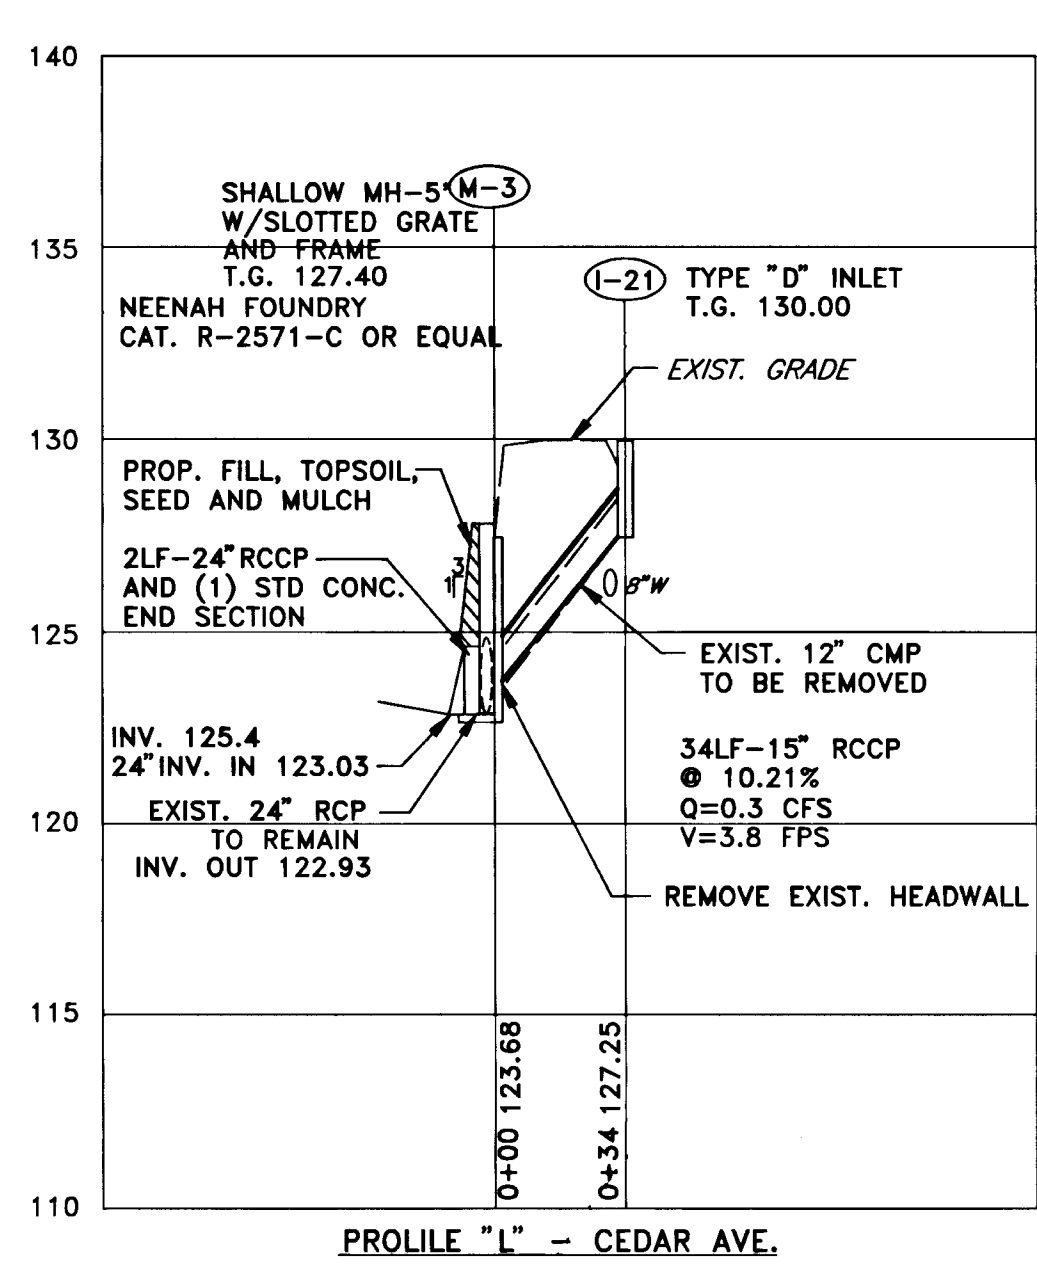 140
SHALLOW MH-5'
W/SLOTTED GRATE
AND FRAME
T.G. 127.40
NEENAH FOUNDRY
CAT. R-2571-C OR EQUAL
M-3
135
I-21
TYPE "D" INLET
T.G. 130.00
EXIST. GRADE
130
PROP. FILL, TOPSOIL,
SEED AND MULCH
2LF-24" RCCP
AND (1) STD CONC.
END SECTION
3
1
8"W
125
EXIST. 12" CMP
TO BE REMOVED
INV. 125.4
24" INV. IN 123.03
EXIST. 24" RCP
TO REMAIN
INV. OUT 122.93
34LF-15" RCCP
@ 10.21%
Q=0.3 CFS
V=3.8 FPS
120
REMOVE EXIST. HEADWALL
115
0+00 123.68
0+34 127.25
110
PROLILE "L" - CEDAR AVE.